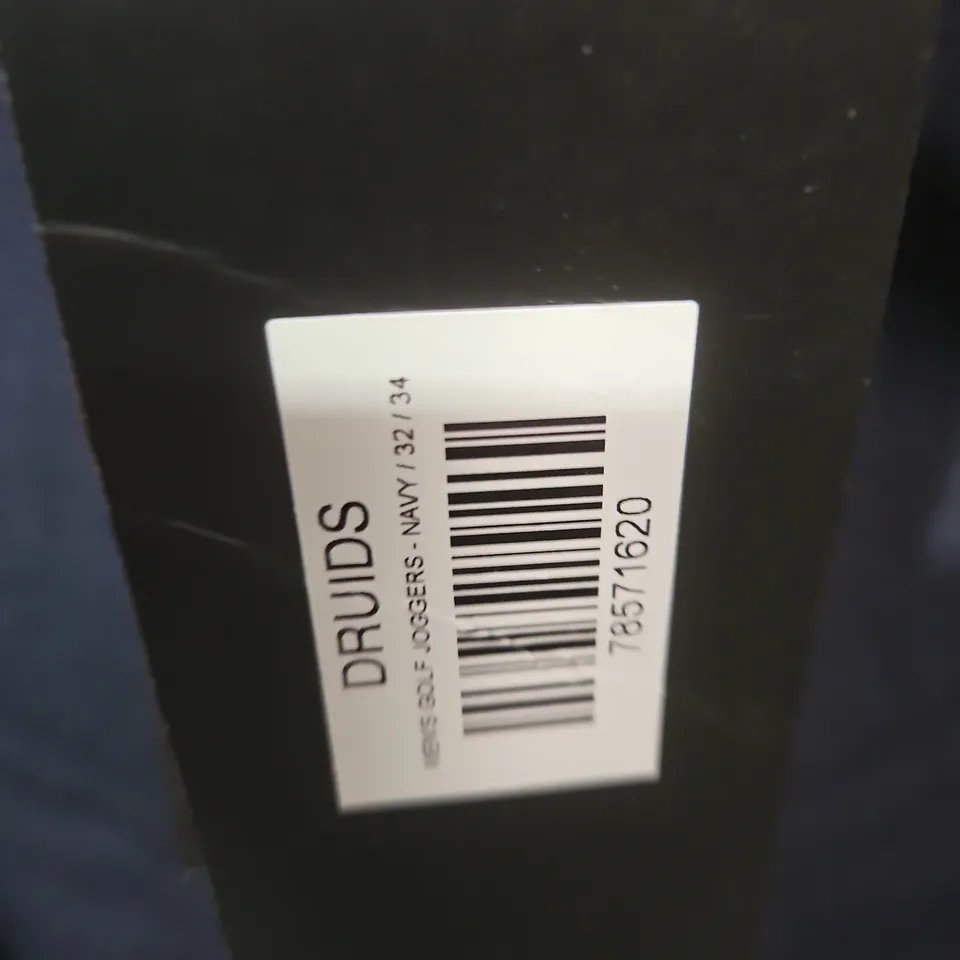 DRUIDS
MEN'S GOLF JOGGERS - NAVY / 32 / 34
78571620